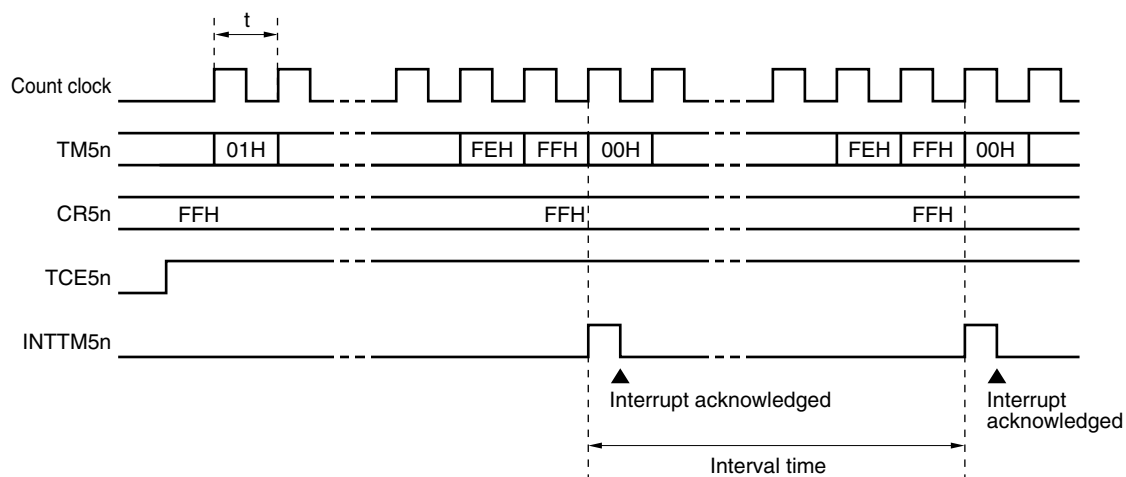 t
Count clock
TM5n 01H FEH FFH 00H FEH FFH 00H
CR5n FFH FFH FFH
TCE5n
INTTM5n
Interrupt acknowledged
Interrupt
acknowledged
Interval time